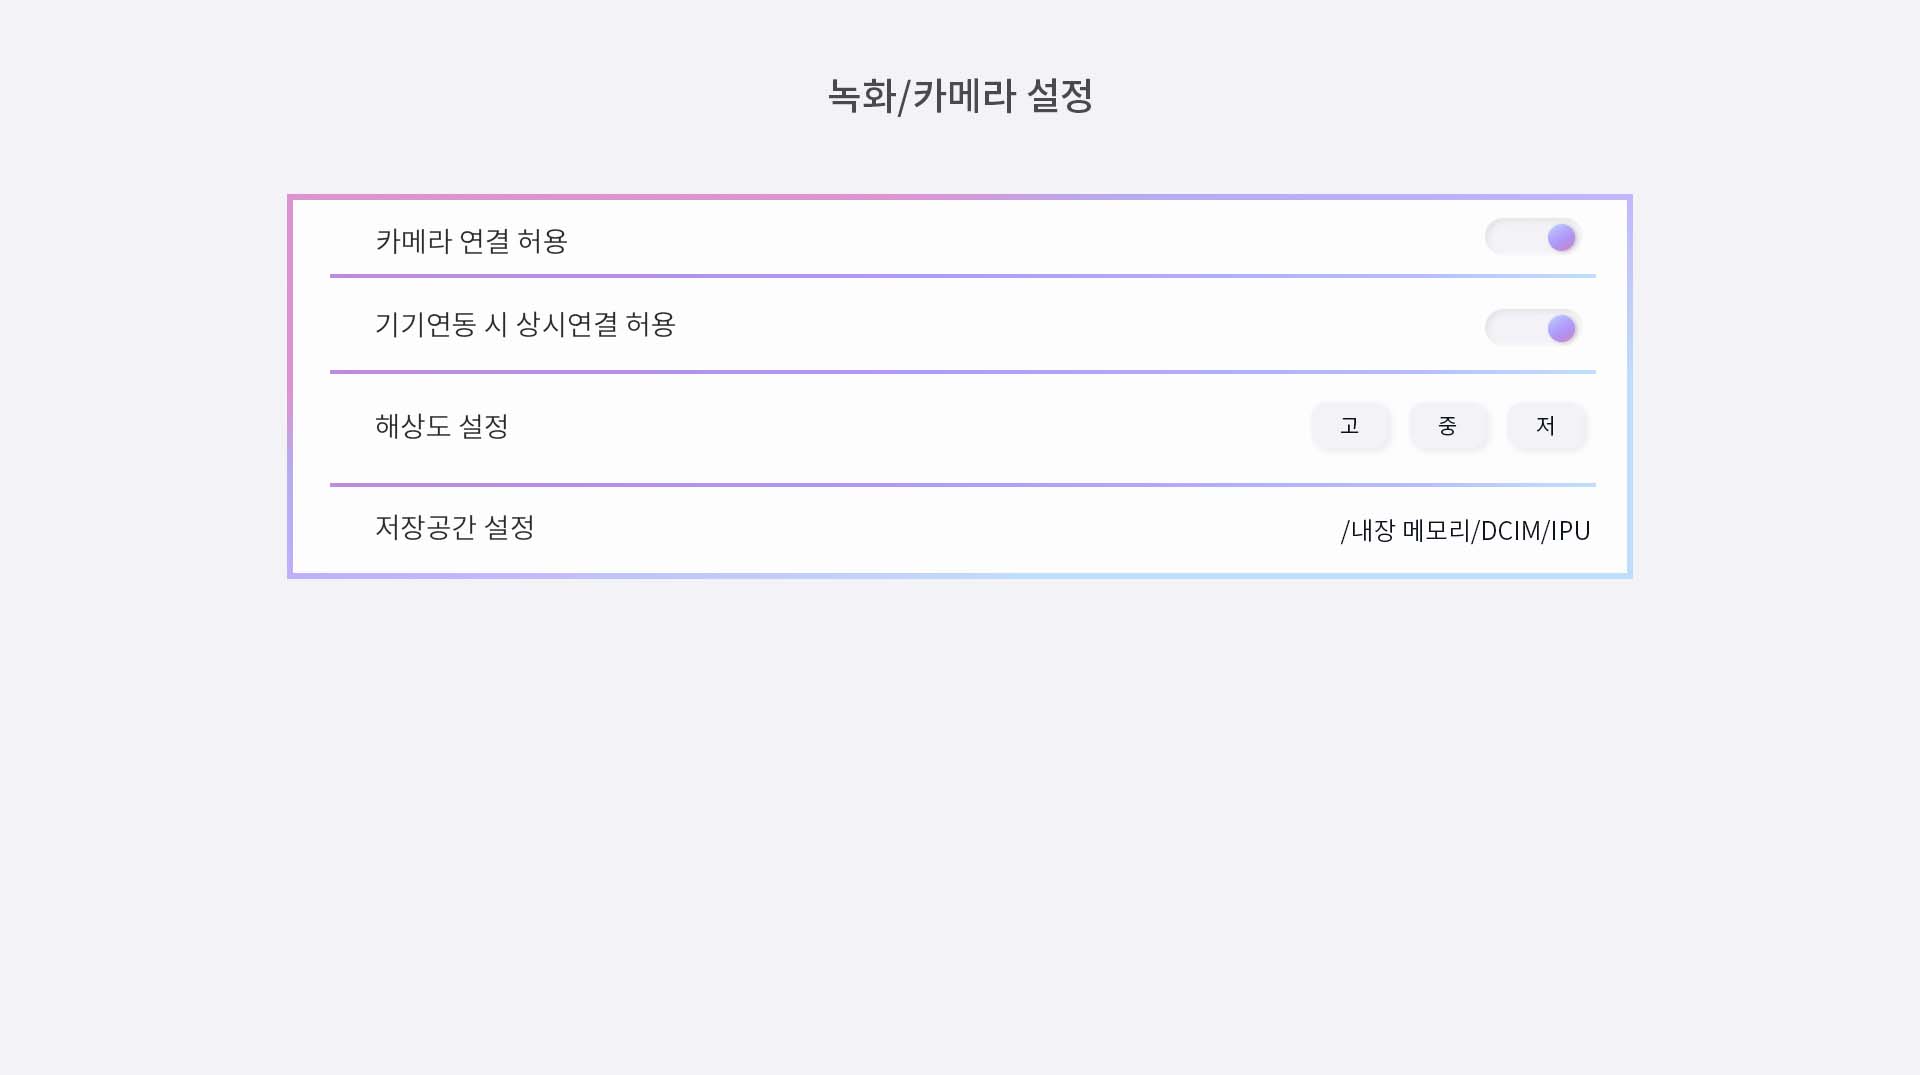 녹화/카메라 설정
카메라 연결 허용
기기연동 시 상시연결 허용
해상도 설정 고 중 저
저장공간 설정 /내장 메모리/DCIM/IPU